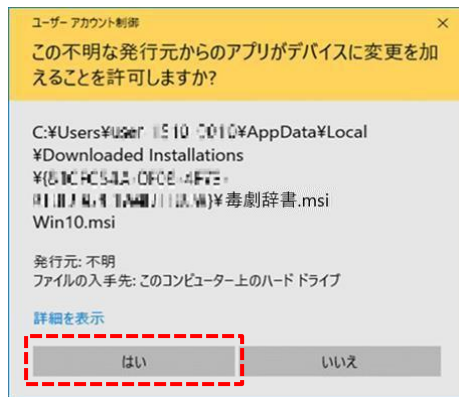 ユーザー アカウント制御
この不明な発行元からのアプリがデバイスに変更を加
えることを許可しますか?
C:¥Users¥ ¥AppData¥Local
¥Downloaded Installations
¥{ }¥毒劇辞書.msi
Win10.msi
発行元: 不明
ファイルの入手先: このコンピューター上のハード ドライブ
詳細を表示
はい
いいえ